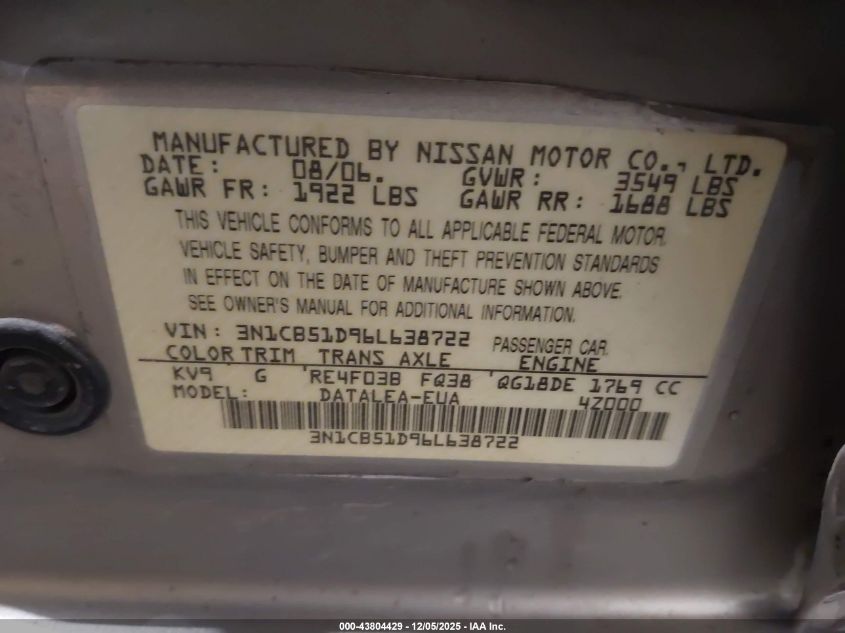 MANUFACTURED BY NISSAN MOTOR CO., LTD.
DATE: 08/06. GVWR: 3549 LBS
GAWR FR: 1922 LBS GAWR RR: 1688 LBS
THIS VEHICLE CONFORMS TO ALL APPLICABLE FEDERAL MOTOR
VEHICLE SAFETY, BUMPER AND THEFT PREVENTION STANDARDS
IN EFFECT ON THE DATE OF MANUFACTURE SHOWN ABOVE.
SEE OWNER'S MANUAL FOR ADDITIONAL INFORMATION.
VIN: 3N1CB51D96L638722 PASSENGER CAR
COLOR TRIM TRANS AXLE ENGINE
KV9 G RE4F03B FQ38 QG18DE 1769 CC
MODEL: DATALEA-EUA 4Z000
3N1CB51D96L638722
000-43804429 - 12/05/2025 - IAA Inc.